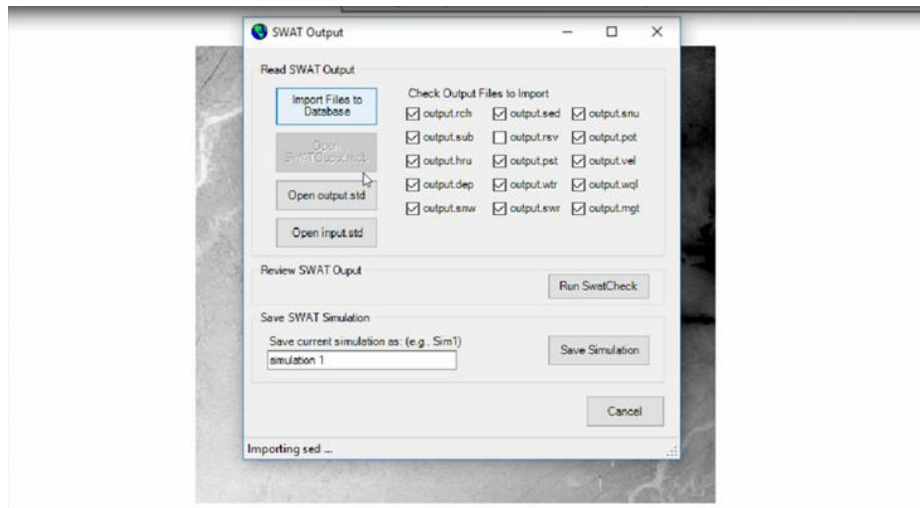 SWAT Output
Read SWAT Output
Import Files to
Database
Open
SWATOuput.mdb
Open output.std
Open input.std
Check Output Files to Import
output.rch output.sed output.snu
output.sub output.rsv output.pot
output.hru output.pst output.vel
output.dep output.wtr output.wql
output.snw output.swr output.mgt
Review SWAT Ouput
Run SwatCheck
Save SWAT Simulation
Save current simulation as: (e.g., Sim1)
simulation 1
Save Simulation
Cancel
Importing sed ...